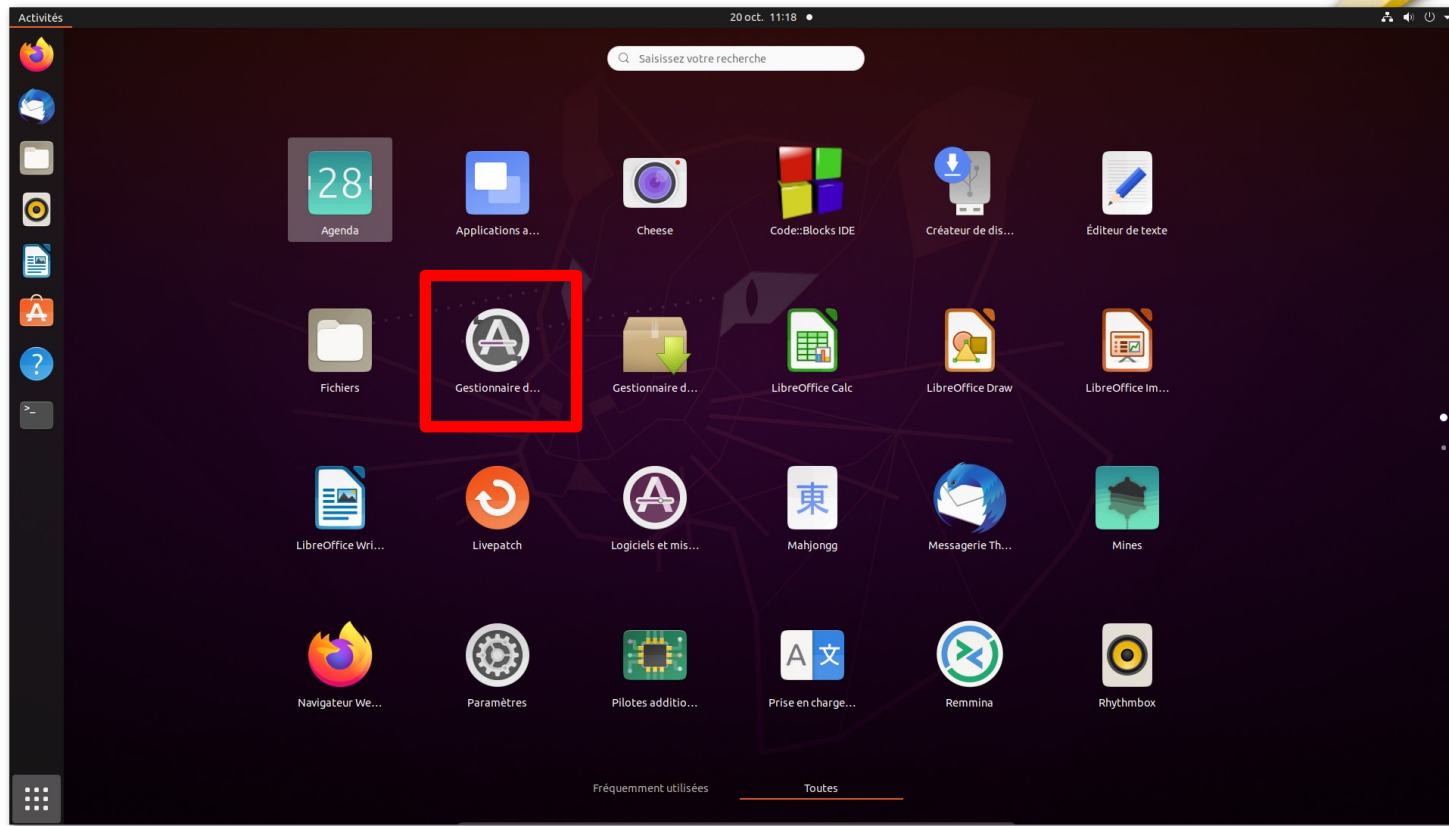 Activités
20 oct. 11:18
Saisissez votre recherche
28
Agenda
Applications a...
Cheese
Code::Blocks IDE
Créateur de dis...
Éditeur de texte
Fichiers
Gestionnaire d...
Gestionnaire d...
LibreOffice Calc
LibreOffice Draw
LibreOffice Im...
?
>_
LibreOffice Wri...
Livepatch
Logiciels et mis...
東
Mahjongg
Messagerie Th...
Mines
Navigateur We...
Paramètres
Pilotes additio...
A 文
Prise en charge...
Remmina
Rhythmbox
Fréquemment utilisées
Toutes